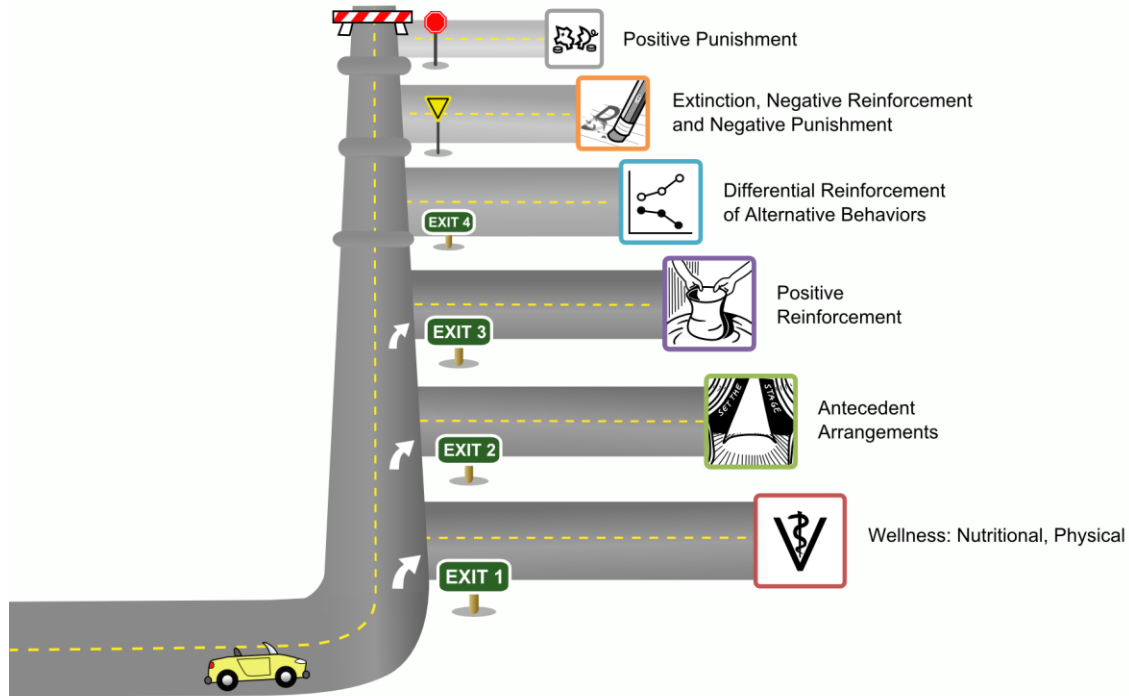 Positive Punishment
Extinction, Negative Reinforcement
and Negative Punishment
Differential Reinforcement
of Alternative Behaviors
EXIT 4
Positive
Reinforcement
EXIT 3
SET THE
STAGE
Antecedent
Arrangements
EXIT 2
Wellness: Nutritional, Physical
V
EXIT 1